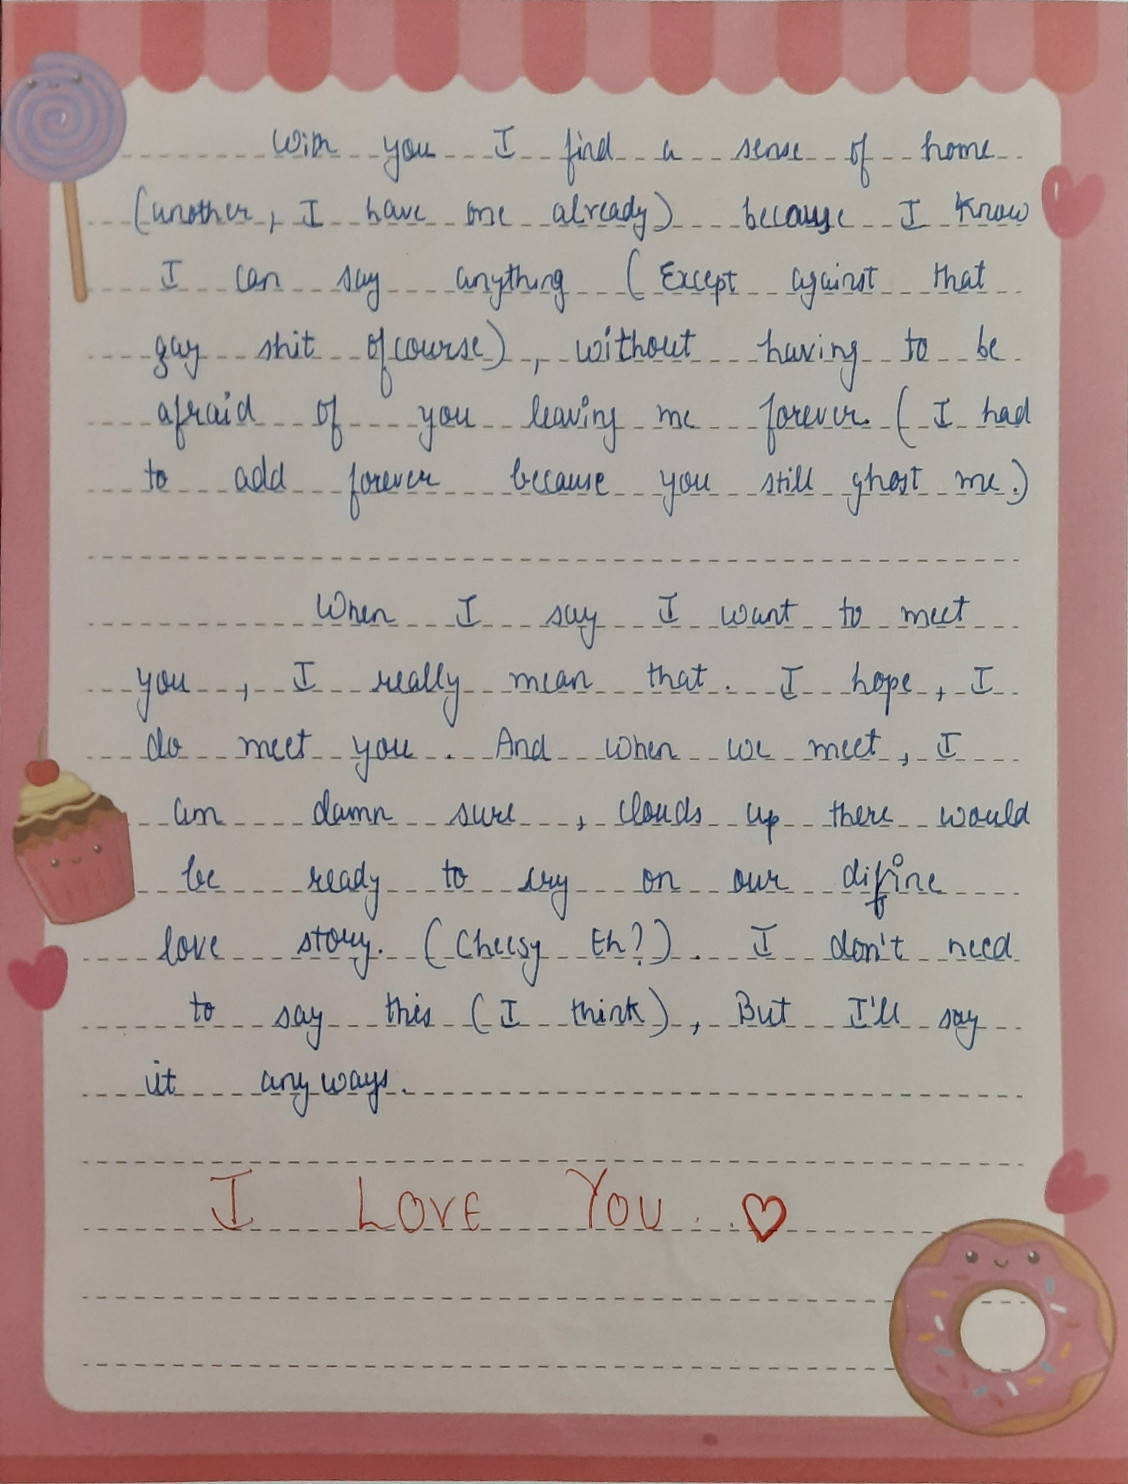 With you I find a sense of home
(another, I have one already) because I know
I can say anything (Except against that
gay shit ofcourse), without having to be
afraid of you leaving me forever. (I had
to add forever because you still ghost me.)
When I say I want to meet
you, I really mean that. I hope, I
do meet you. And when we meet, I
am damn sure, clouds up there would
be ready to cry on our difine
love story. (Cheesy Eh?). I don't need
to say this (I think), But I'll say
it anyways.
I LOVE YOU ♡